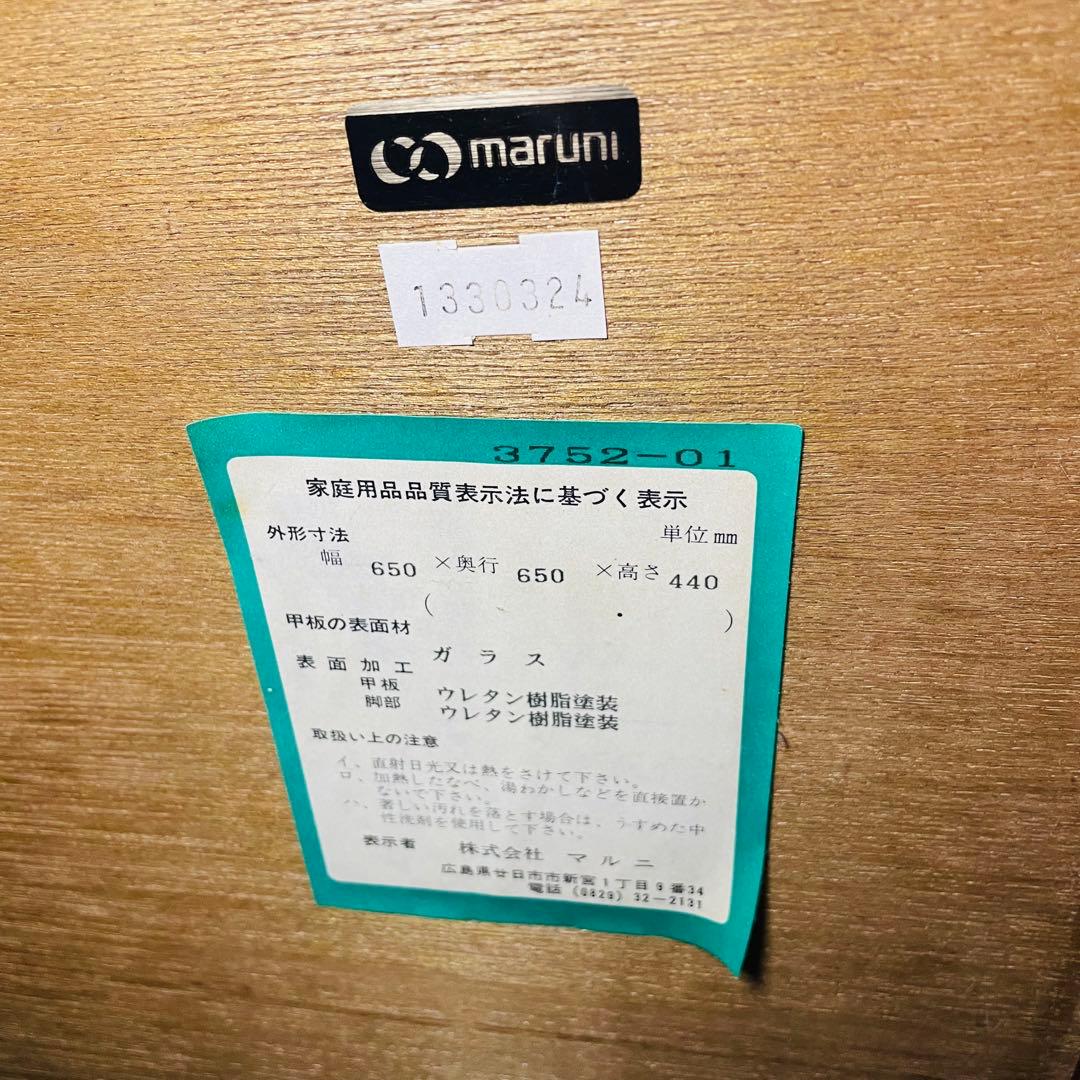 maruni
1330324
3752-01
家庭用品品質表示法に基づく表示
外形寸法 単位mm
幅 650 ×奥行 650 ×高さ 440
( . )
甲板の表面材
ガラス
表面加工
甲板 ウレタン樹脂塗装
脚部 ウレタン樹脂塗装
取扱い上の注意
イ、直射日光又は熱をさけて下さい。
ロ、加熱したなべ、湯わかしなどを直接置か
ないで下さい。
ハ、著しい汚れを落とす場合は、うすめた中
性洗剤を使用して下さい。
表示者 株式会社 マルニ
広島県廿日市市新宮1丁目9番34
電話 (0829) 32-2131